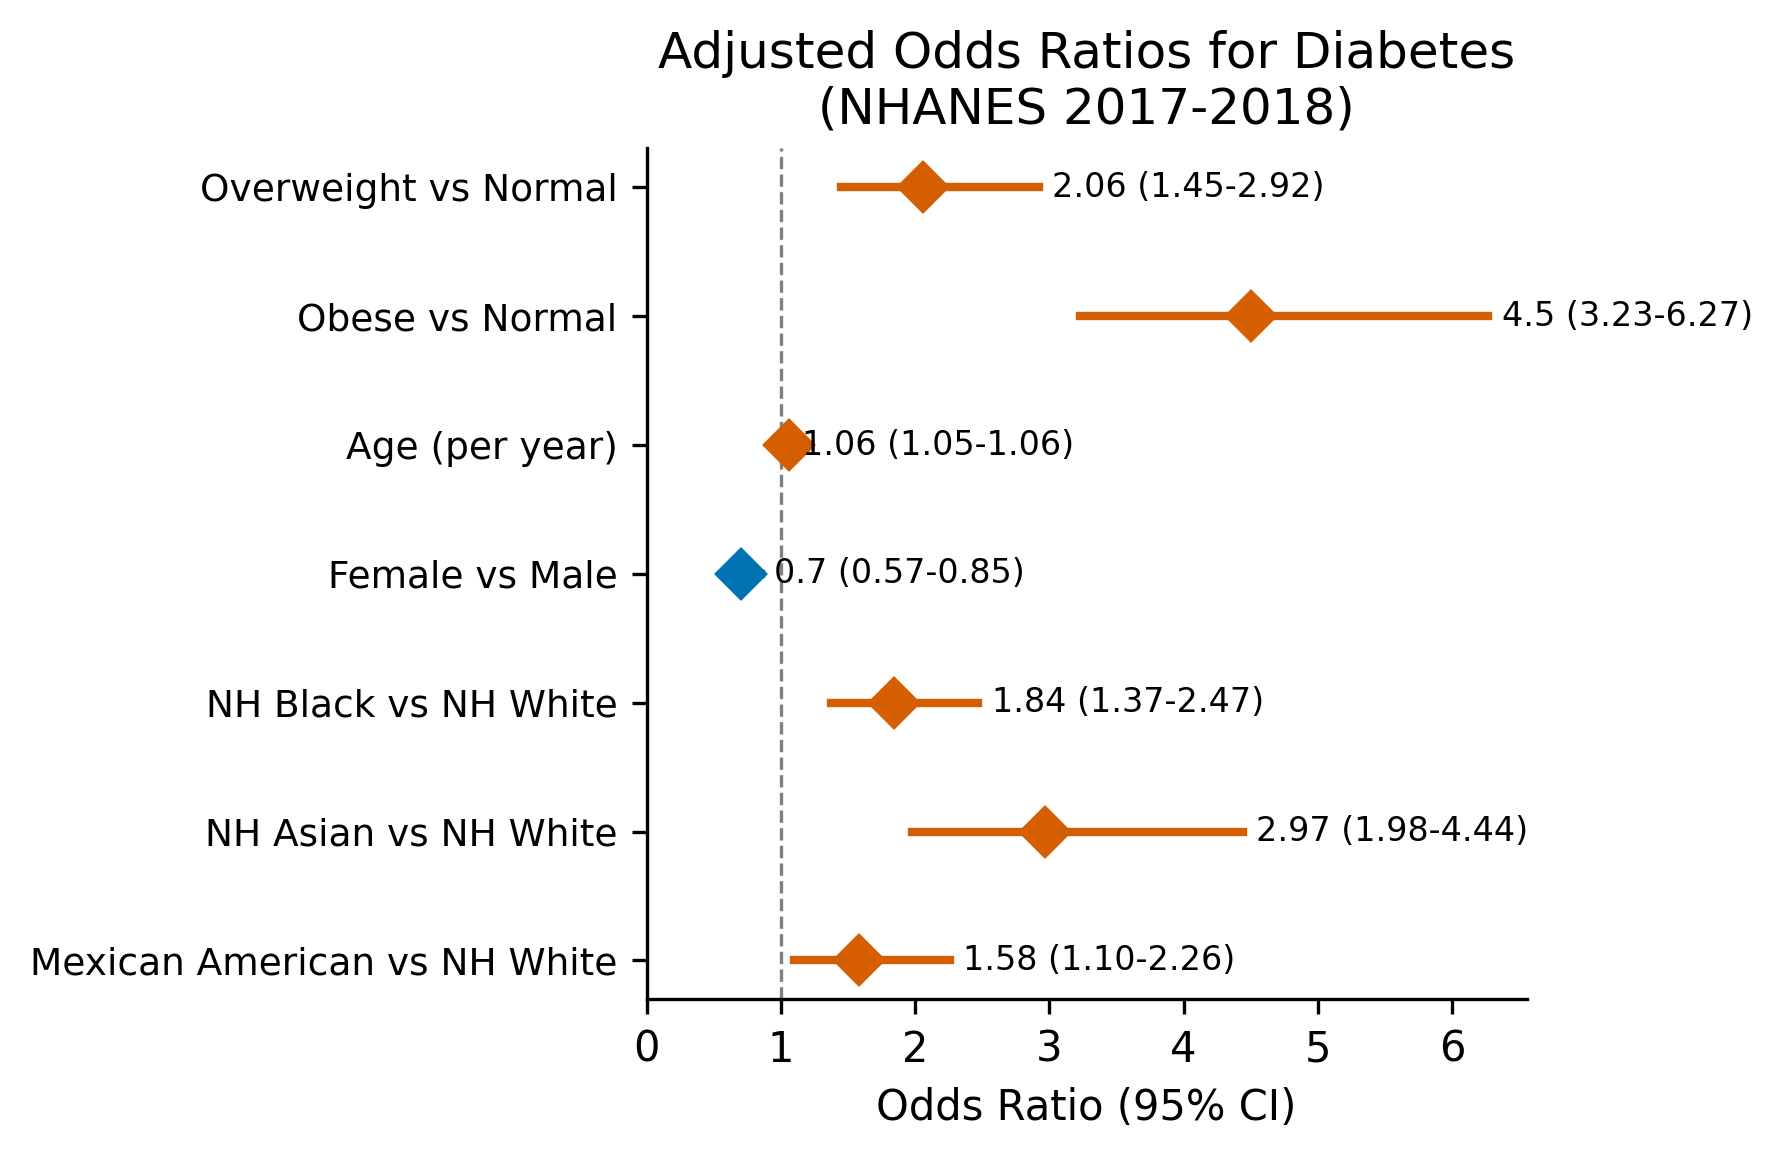 Adjusted Odds Ratios for Diabetes
(NHANES 2017-2018)
Overweight vs Normal
2.06 (1.45-2.92)
Obese vs Normal
4.5 (3.23-6.27)
Age (per year)
1.06 (1.05-1.06)
Female vs Male
0.7 (0.57-0.85)
NH Black vs NH White
1.84 (1.37-2.47)
NH Asian vs NH White
2.97 (1.98-4.44)
Mexican American vs NH White
1.58 (1.10-2.26)
0 1 2 3 4 5 6
Odds Ratio (95% CI)